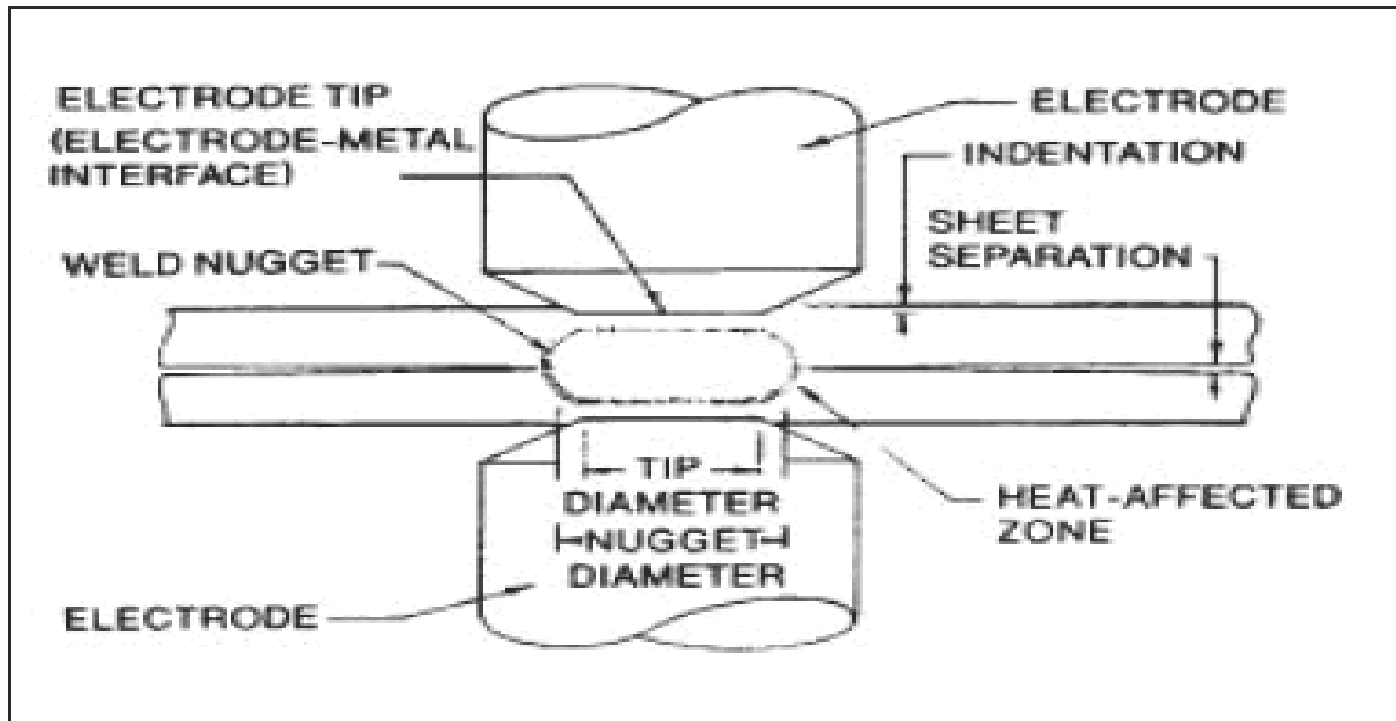 ELECTRODE TIP
(ELECTRODE-METAL
INTERFACE)
WELD NUGGET
ELECTRODE
INDENTATION
SHEET
SEPARATION
TIP
DIAMETER
NUGGET
DIAMETER
HEAT-AFFECTED
ZONE
ELECTRODE